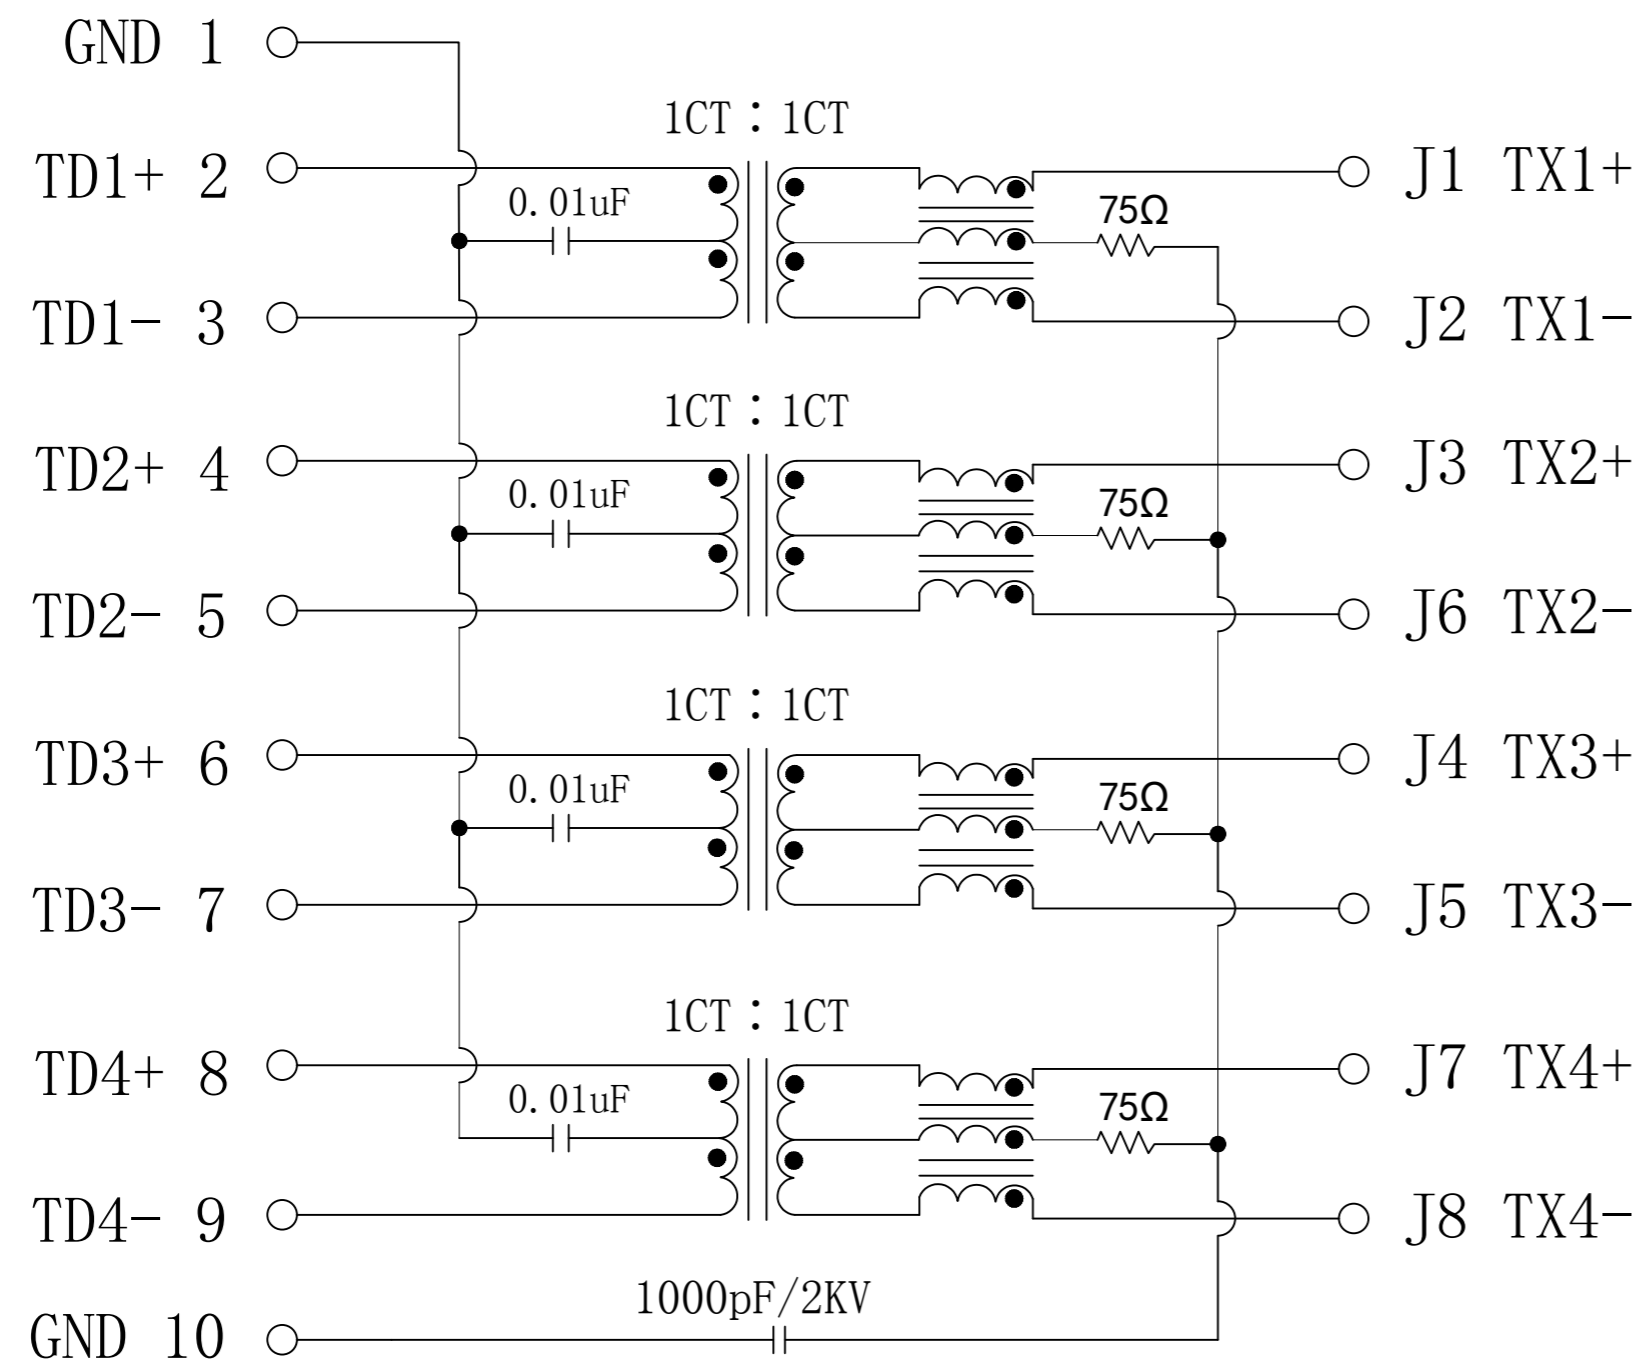 GND 1
1CT : 1CT
TD1+ 2
0.01uF
75Ω
J1 TX1+
TD1- 3
J2 TX1-
1CT : 1CT
TD2+ 4
0.01uF
75Ω
J3 TX2+
TD2- 5
J6 TX2-
1CT : 1CT
TD3+ 6
0.01uF
75Ω
J4 TX3+
TD3- 7
J5 TX3-
1CT : 1CT
TD4+ 8
0.01uF
75Ω
J7 TX4+
TD4- 9
J8 TX4-
1000pF/2KV
GND 10